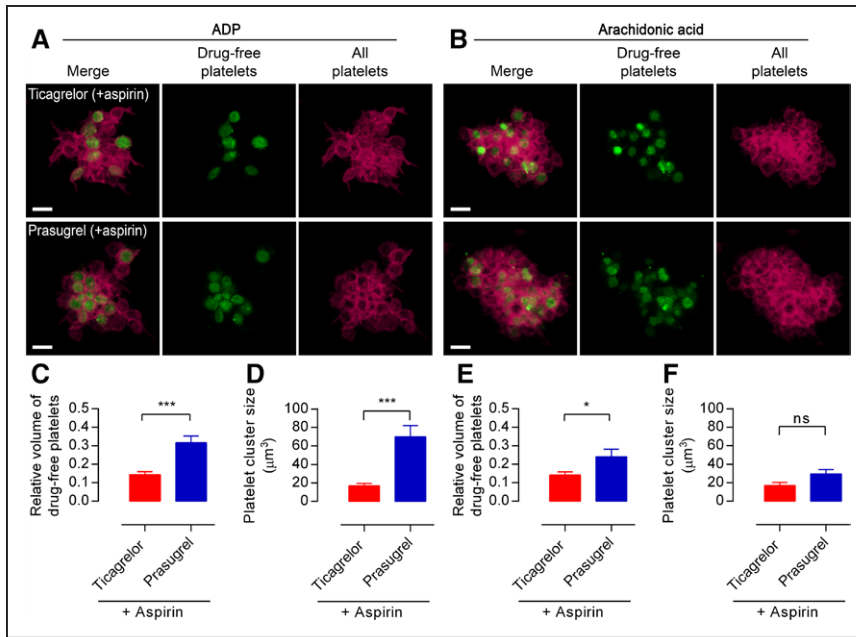 A
ADP
Merge
Drug-free
platelets
All
platelets
Ticagrelor (+aspirin)
Prasugrel (+aspirin)
B
Arachidonic acid
Merge
Drug-free
platelets
All
platelets
C
Relative volume of
drug-free platelets
0.5
0.4
0.3
0.2
0.1
0.0
***
Ticagrelor
Prasugrel
+ Aspirin
D
Platelet cluster size
(μm³)
100
80
60
40
20
0
***
Ticagrelor
Prasugrel
+ Aspirin
E
Relative volume of
drug-free platelets
0.5
0.4
0.3
0.2
0.1
0.0
*
Ticagrelor
Prasugrel
+ Aspirin
F
Platelet cluster size
(μm³)
100
80
60
40
20
0
ns
Ticagrelor
Prasugrel
+ Aspirin